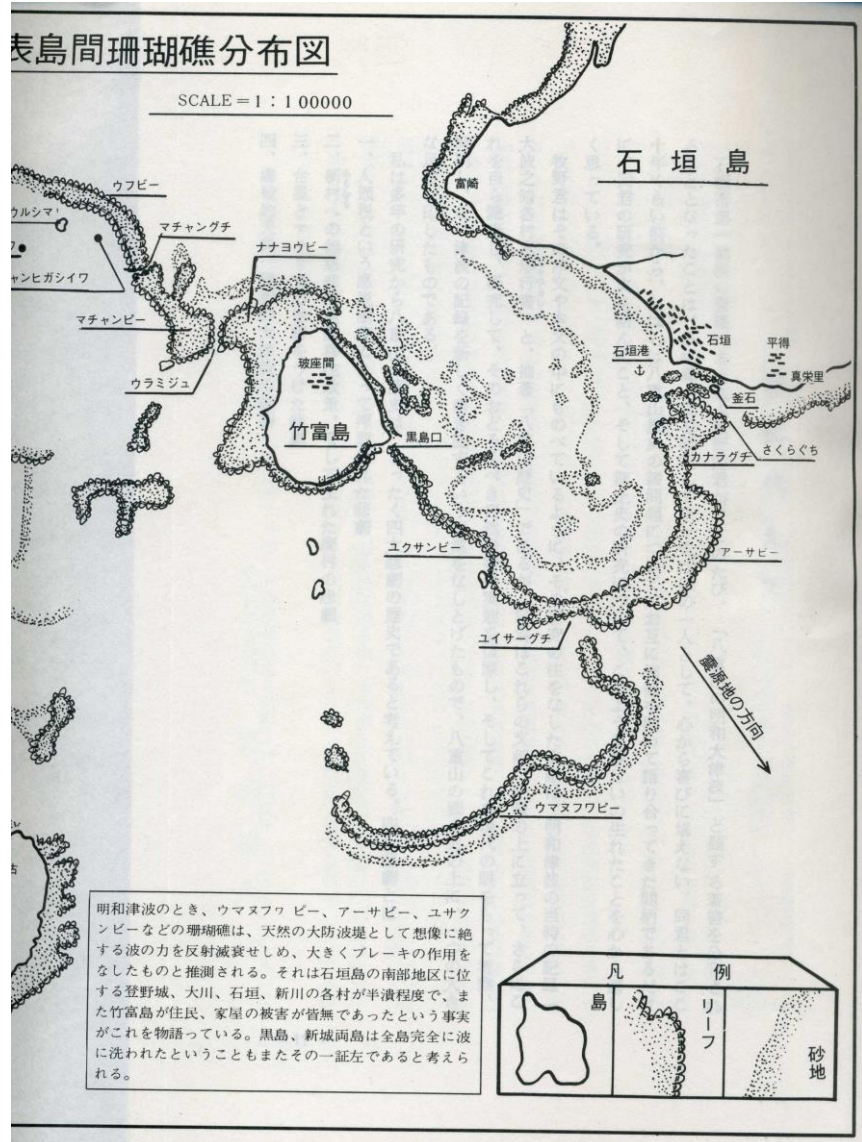 表島間珊瑚礁分布図
SCALE=1:100000
石垣島
富崎
ウフビー
ウルシマ
マチャングチ
ナナヨウビー
ャンヒガシイワ
マチャンビー
ウラミジュ
玻座間
竹富島
黒島口
石垣港
石垣
平得
真栄里
釜石
カナラグチ
さくらぐち
ユクサンビー
アーサビー
ユイサーグチ
震源地の方向
ウマヌフワビー
明和津波のとき、ウマヌフワビー、アーサビー、ユサク
ンビーなどの珊瑚礁は、天然の大防波堤として想像に絶
する波の力を反射減衰せしめ、大きくブレーキの作用を
なしたものと推測される。それは石垣島の南部地区に位
する登野城、大川、石垣、新川の各村が半潰程度で、ま
た竹富島が住民、家屋の被害が皆無であったという事実
がこれを物語っている。黒島、新城両島は全島完全に波
に洗われたということもまたその一証左であると考えら
れる。
凡例
島
リーフ
砂地